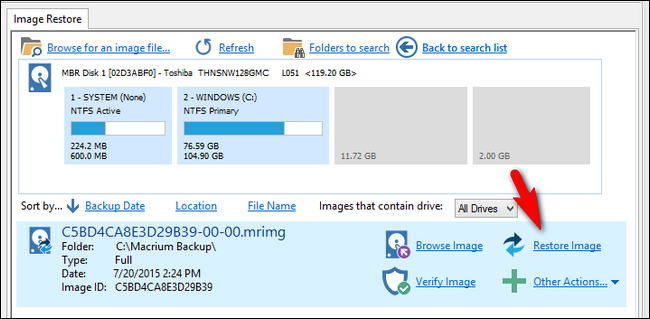 Image Restore
Browse for an image file... Refresh Folders to search Back to search list
MBR Disk 1 [02D3ABF0] - Toshiba THNSNW128GMC L051 <119.20 GB>
1 - SYSTEM (None) 2 - WINDOWS (C:)
NTFS Active NTFS Primary
224.2 MB 76.59 GB
600.0 MB 104.90 GB 11.72 GB 2.00 GB
Sort by... Backup Date Location File Name Images that contain drive: All Drives
C5BD4CA8E3D29B39-00-00.mrimg
Folder: C:\Macrium Backup\ Browse Image Restore Image
Type: Full
Date: 7/20/2015 2:24 PM Verify Image Other Actions...
Image ID: C5BD4CA8E3D29B39